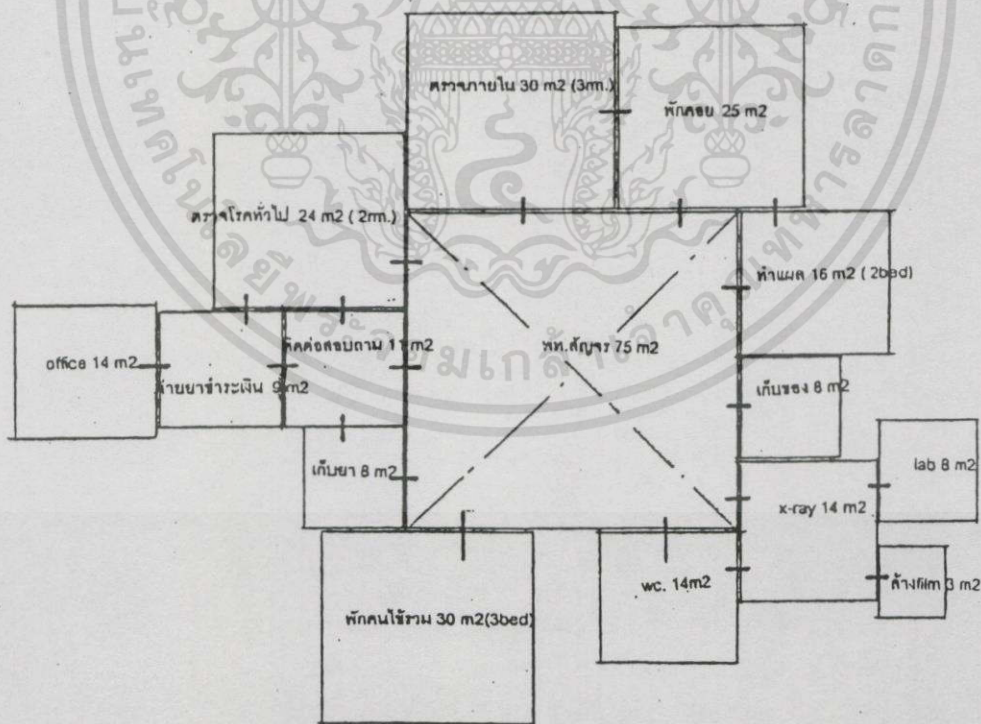 ตรวจภายใน 30 m2 (3rm.)
พักคอย 25 m2
ตรวจโรคทั่วไป 24 m2 ( 2rm.)
ทำแผล 16 m2 ( 2bed)
office 14 m2
จ่ายยาชำระเงิน 9 m2
ติดต่อสอบถาม 11 m2
พท.สัญจร 75 m2
เก็บของ 8 m2
เก็บยา 8 m2
lab 8 m2
x-ray 14 m2
ล้างfilm 3 m2
wc. 14m2
พักคนไข้รวม 30 m2(3bed)